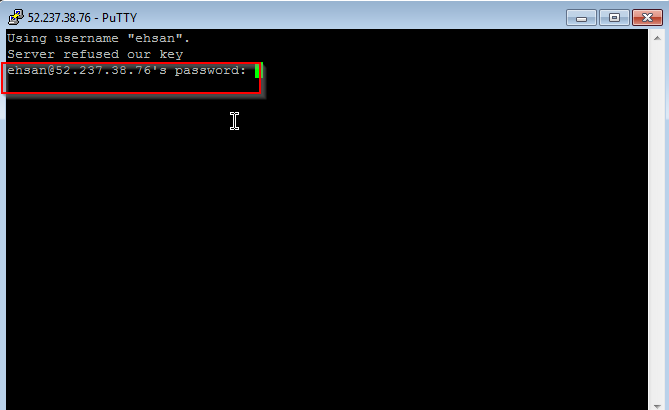 52.237.38.76 - PuTTY
Using username "ehsan".
Server refused our key
ehsan@52.237.38.76's password: